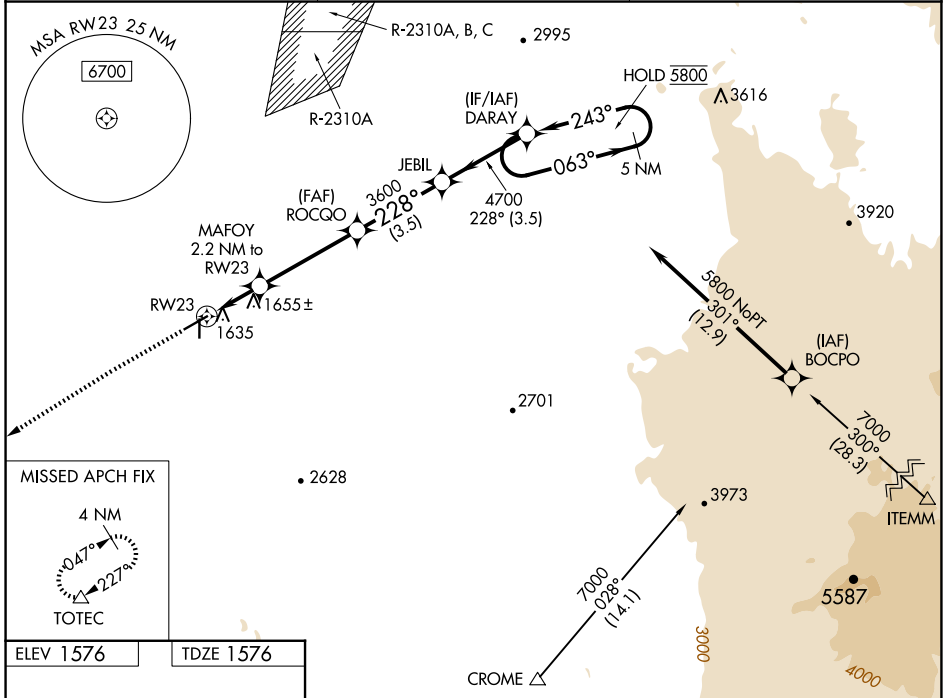 MSA RW23 25 NM
6700
R-2310A, B, C
R-2310A
2995
HOLD 5800
3616
(IF/IAF)
DARAY
243°
063°
5 NM
JEBIL
4700
228° (3.5)
3600
228°
(3.5)
(FAF)
ROCQO
MAFOY
2.2 NM to
RW23
RW23
1655±
1635
3920
5800 NoPT
301°
(12.9)
(IAF)
BOCPO
7000
300°
(28.3)
ITEMM
2701
2628
3973
5587
7000
028°
(14.1)
CROME
3000
4000
MISSED APCH FIX
4 NM
047°
227°
TOTEC
ELEV 1576
TDZE 1576